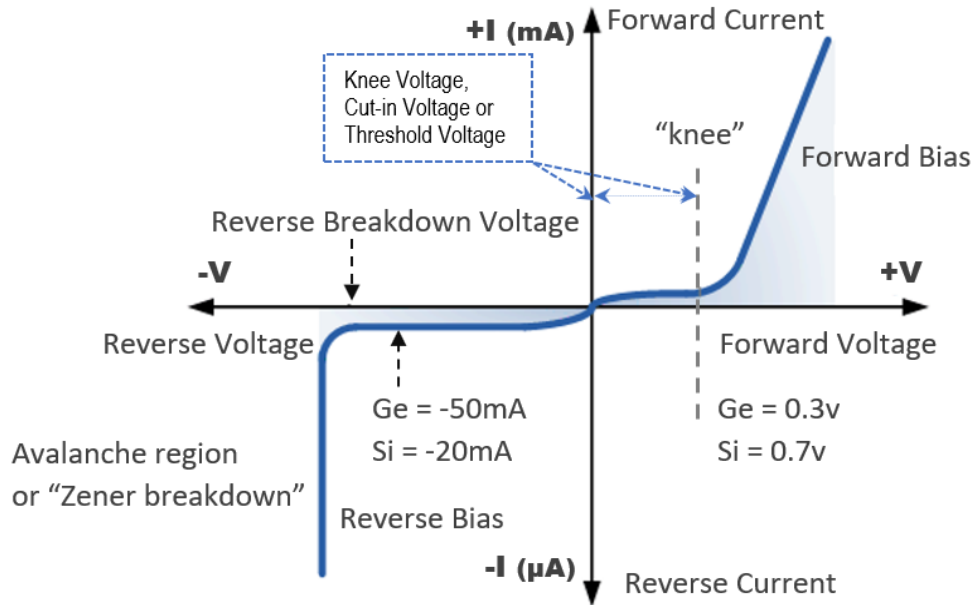 Forward Current
+I (mA)
Knee Voltage,
Cut-in Voltage or
Threshold Voltage
“knee”
Forward Bias
Reverse Breakdown Voltage
-V
+V
Reverse Voltage
Forward Voltage
Ge = -50mA
Si = -20mA
Ge = 0.3v
Si = 0.7v
Avalanche region
or “Zener breakdown”
Reverse Bias
-I (µA)
Reverse Current